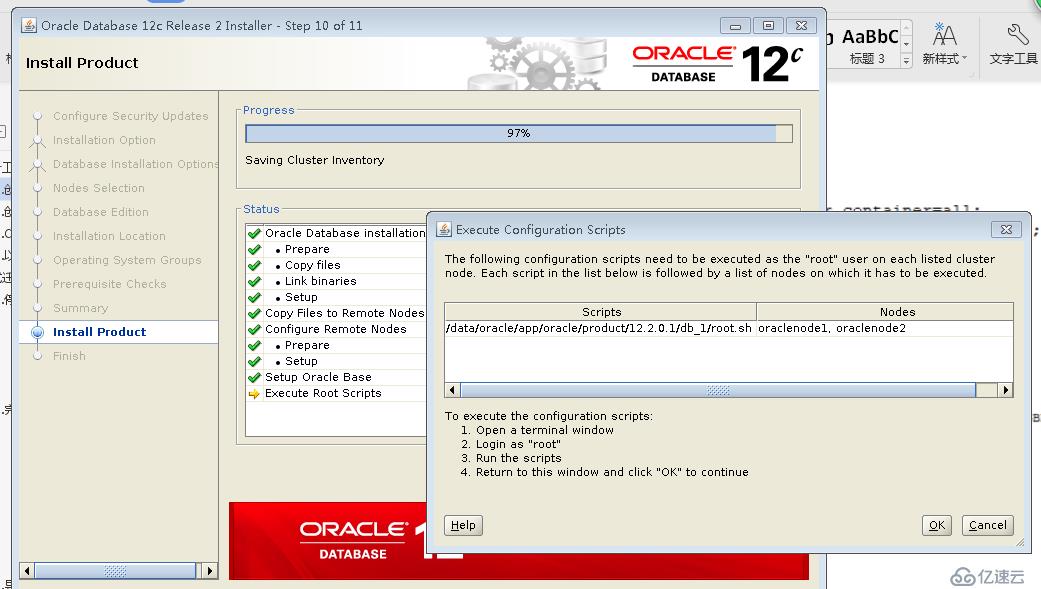 Oracle Database 12c Release 2 Installer - Step 10 of 11
AaBbC
标题 3
新样式
文字工具
Install Product
ORACLE
DATABASE
12c
Configure Security Updates
Installation Option
Database Installation Options
Nodes Selection
Database Edition
Installation Location
Operating System Groups
Prerequisite Checks
Summary
Install Product
Finish
Progress
97%
Saving Cluster Inventory
Status
Oracle Database installation
• Prepare
• Copy files
• Link binaries
• Setup
Copy Files to Remote Nodes
Configure Remote Nodes
• Prepare
• Setup
Setup Oracle Base
Execute Root Scripts
ORACLE
DATABASE
container=all;
Execute Configuration Scripts
The following configuration scripts need to be executed as the "root" user on each listed cluster
node. Each script in the list below is followed by a list of nodes on which it has to be executed.
Scripts Nodes
/data/oracle/app/oracle/product/12.2.0.1/db_1/root.sh oraclenode1, oraclenode2
To execute the configuration scripts:
1. Open a terminal window
2. Login as "root"
3. Run the scripts
4. Return to this window and click "OK" to continue
Help
OK
Cancel
亿速云